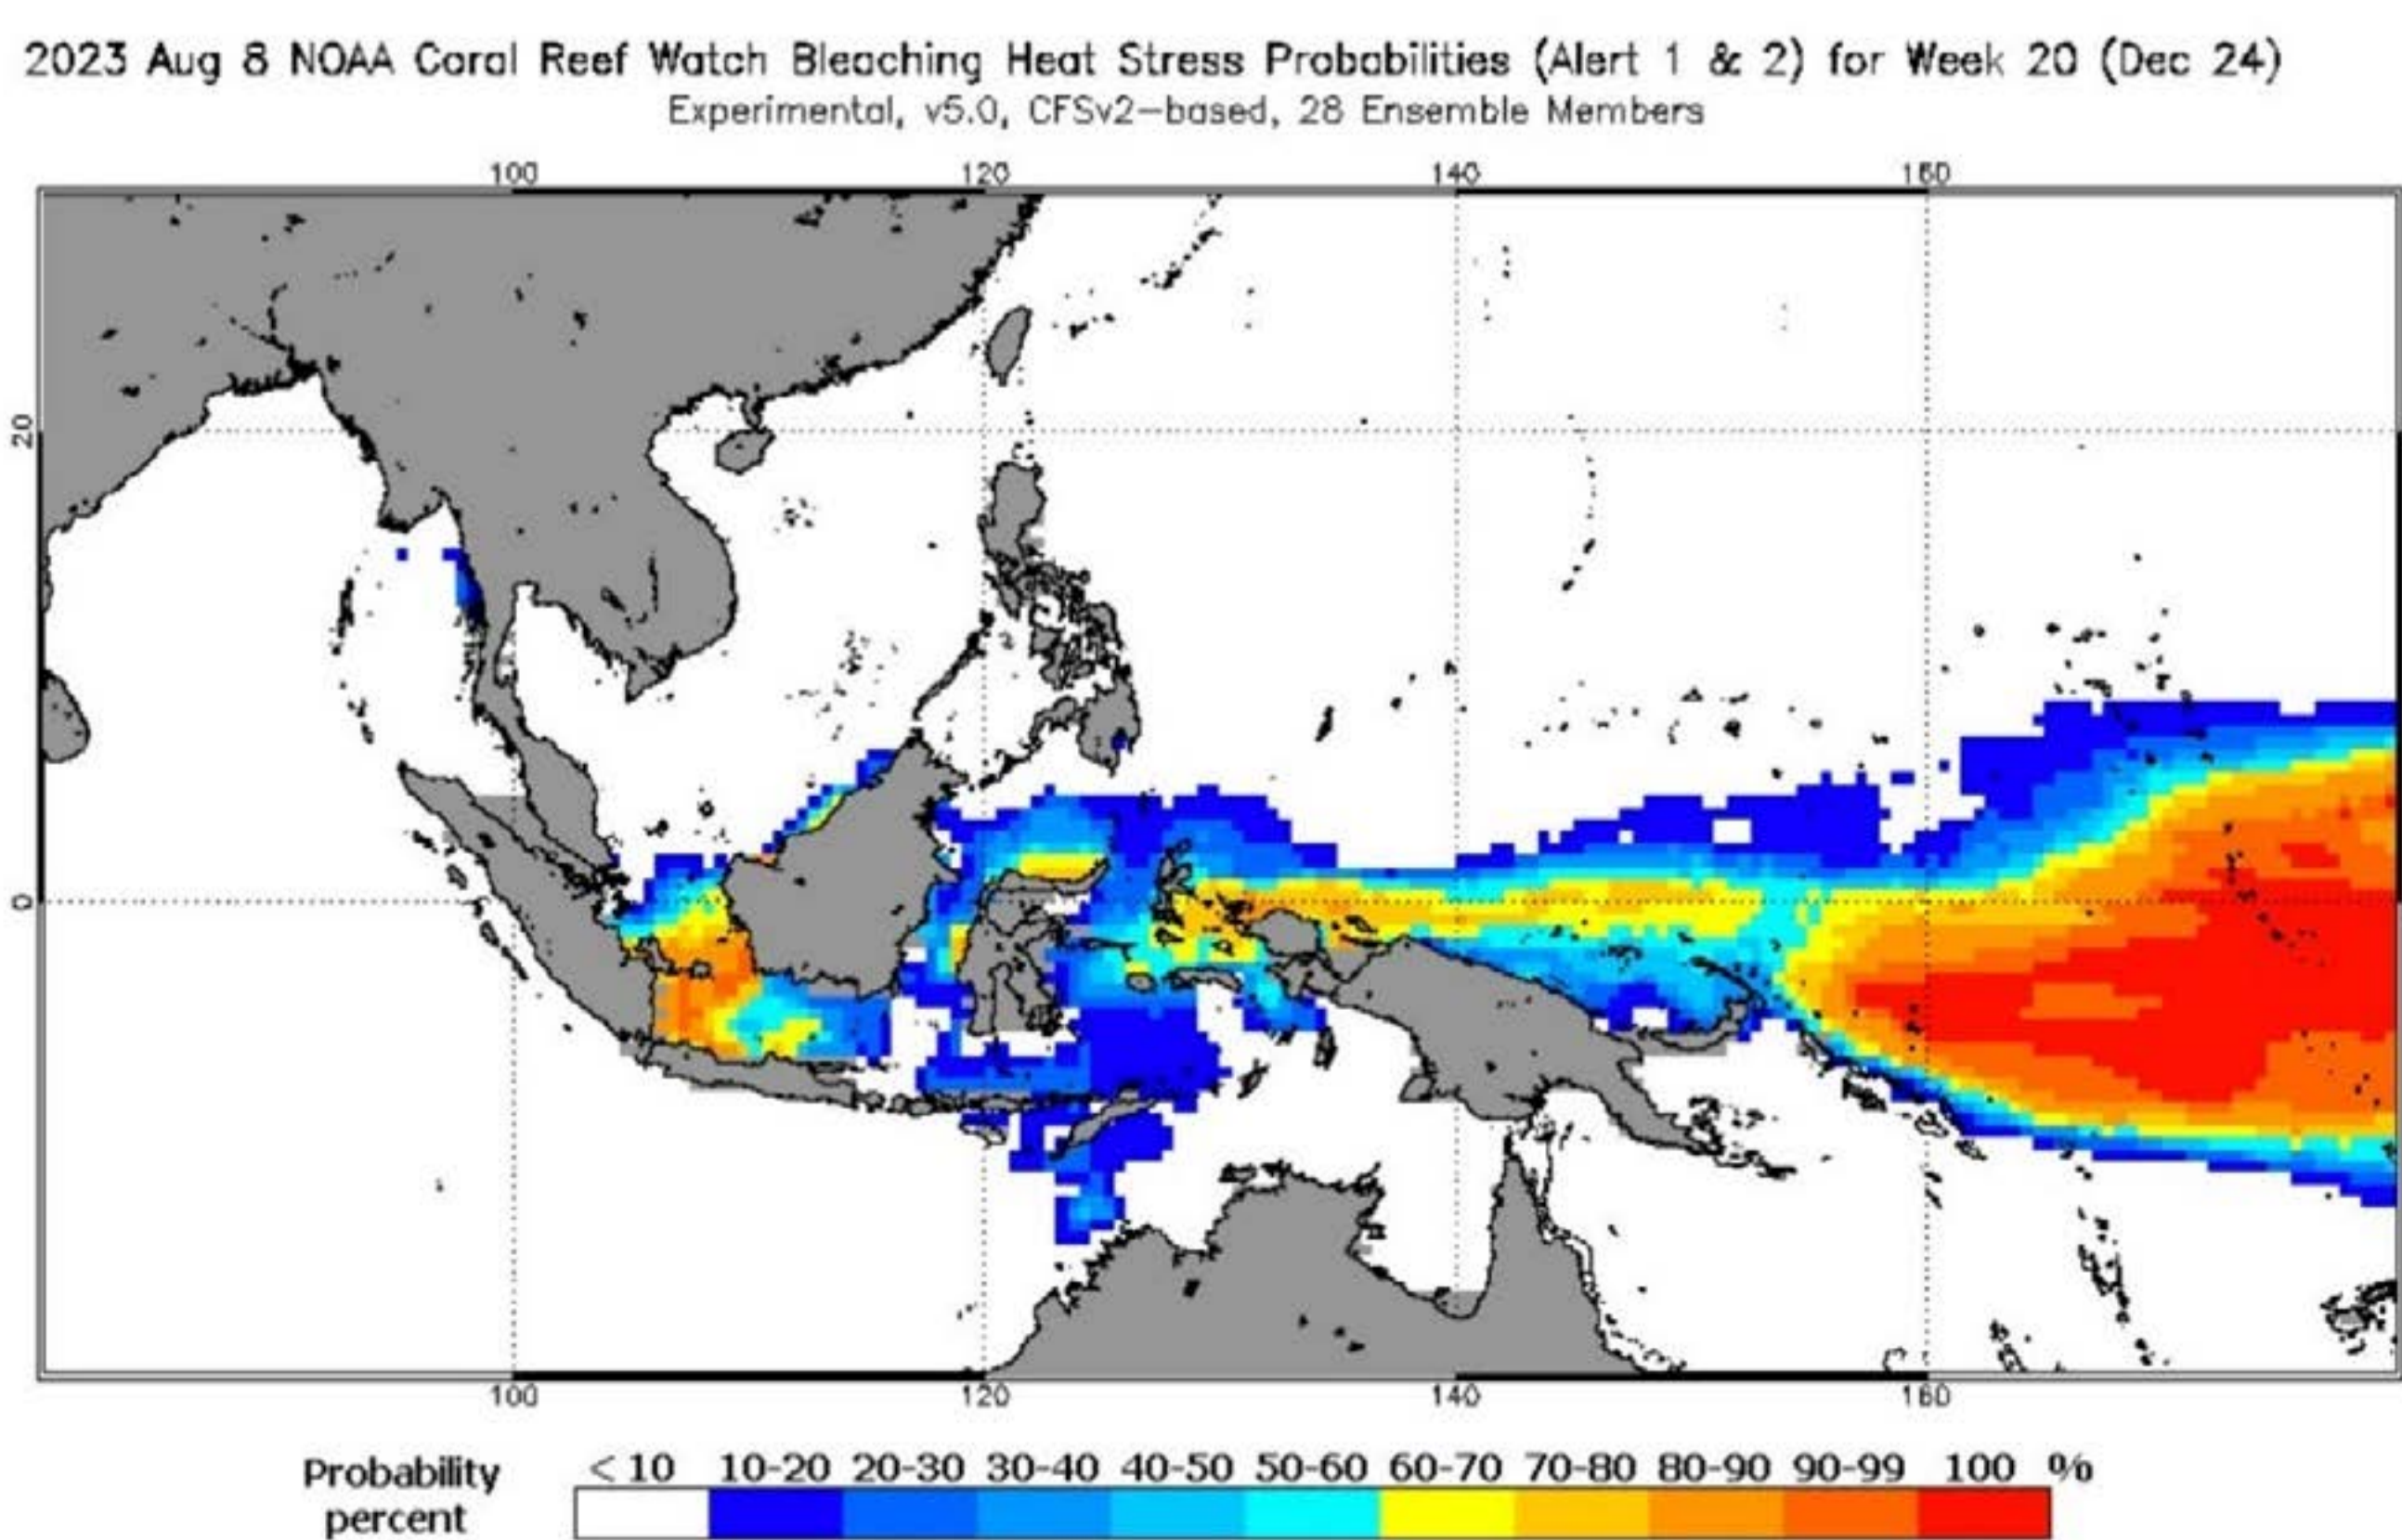 2023 Aug 8 NOAA Coral Reef Watch Bleaching Heat Stress Probabilities (Alert 1 & 2) for Week 20 (Dec 24)
Experimental, v5.0, CFSv2-based, 28 Ensemble Members
100 120 140 160
20
0
100 120 140 160
Probability percent
<10 10-20 20-30 30-40 40-50 50-60 60-70 70-80 80-90 90-99 100 %